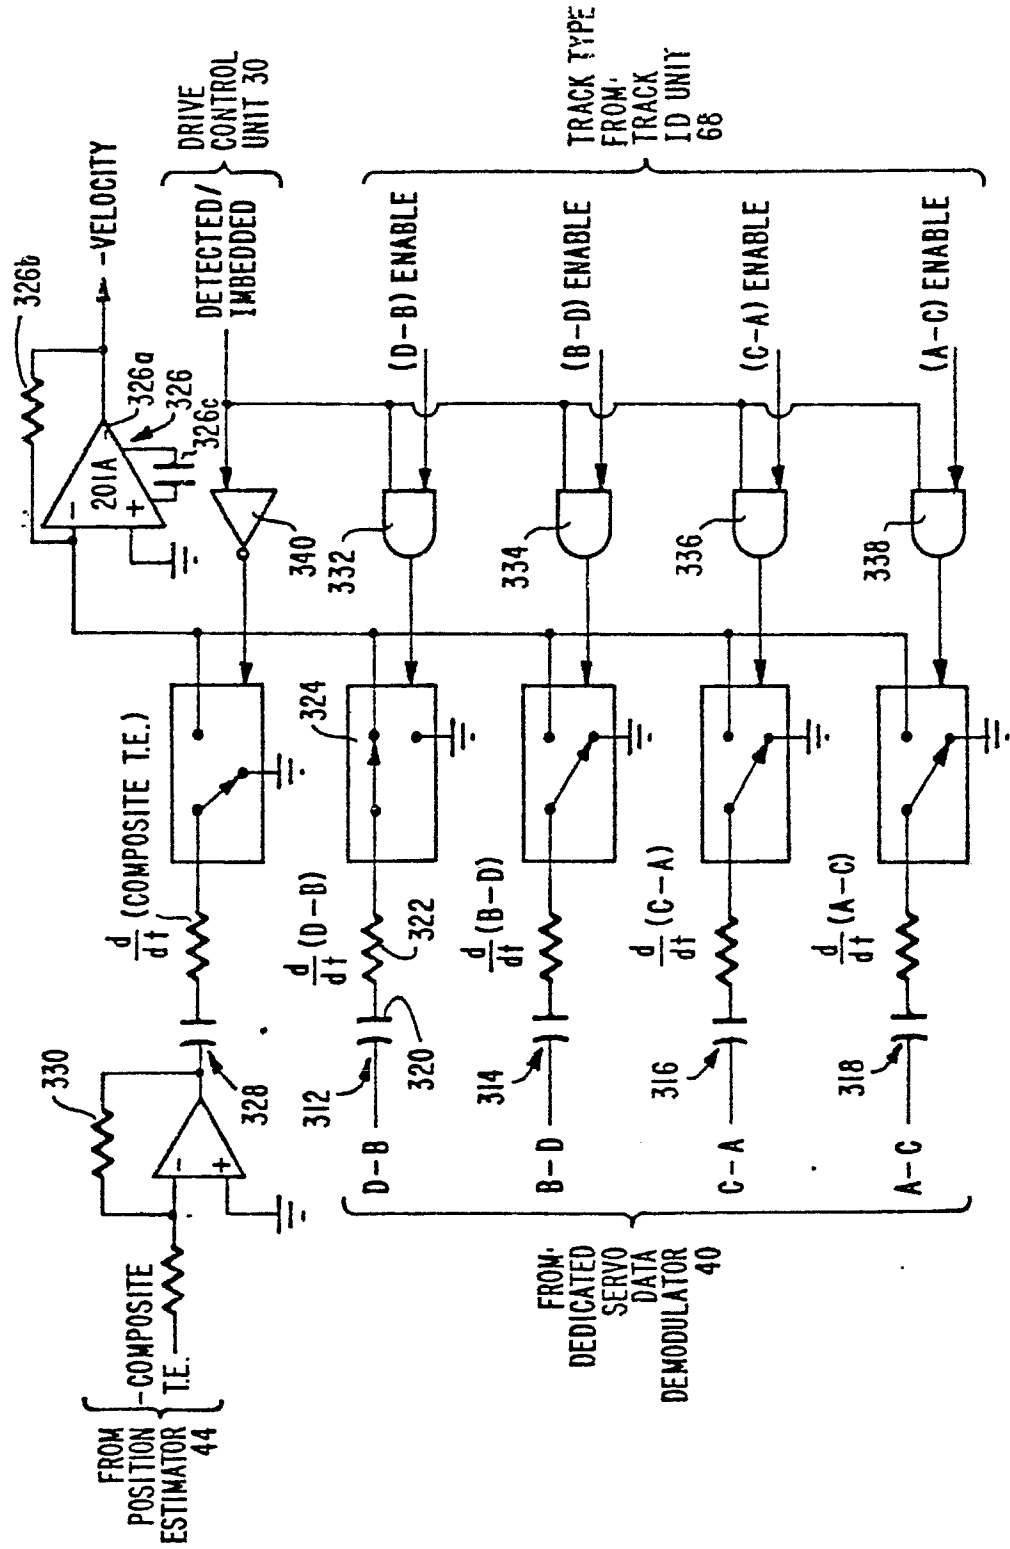 FROM
POSITION
ESTIMATOR
44
-COMPOSITE
T.E.
330
328
d/dt (COMPOSITE T.E.)
326b
-VELOCITY
201A
-
+
-
+
326a
326
326c
340
DETECTED/
IMBEDDED
DRIVE
CONTROL
UNIT 30
FROM
DEDICATED
SERVO
DATA
DEMODULATOR
40
D-B
312
320
d/dt (D-B)
322
324
332
(D-B) ENABLE
B-D
314
d/dt (B-D)
334
(B-D) ENABLE
C-A
316
d/dt (C-A)
336
(C-A) ENABLE
A-C
318
d/dt (A-C)
338
(A-C) ENABLE
TRACK TYPE
FROM
TRACK
ID UNIT
68